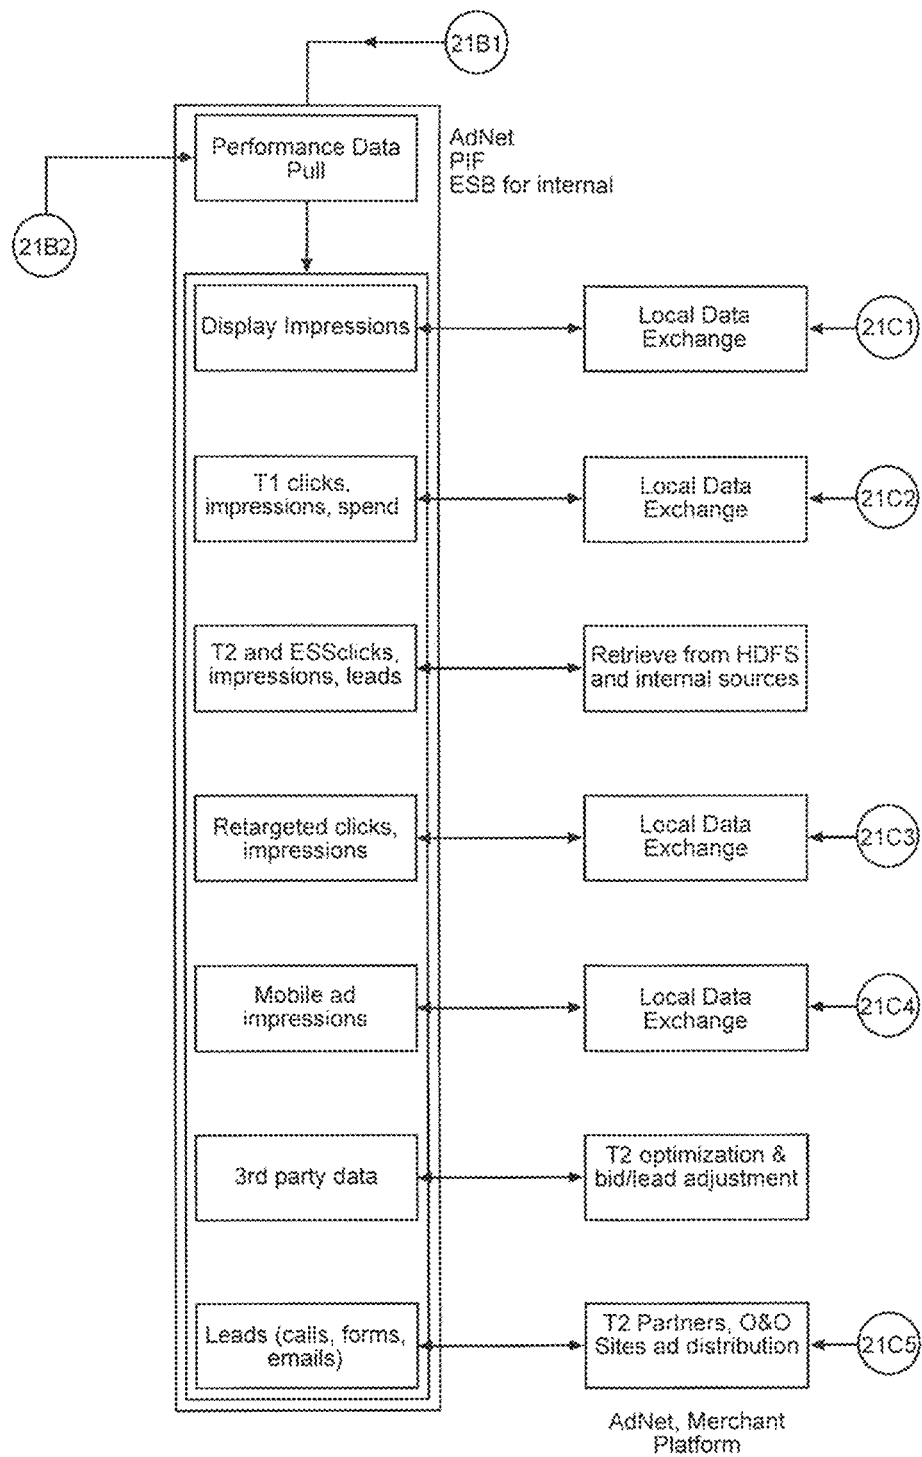 21B1
Performance Data
Pull
AdNet
PIF
ESB for internal
21B2
Display Impressions
Local Data
Exchange
21C1
T1 clicks,
impressions, spend
Local Data
Exchange
21C2
T2 and ESSclicks,
impressions, leads
Retrieve from HDFS
and internal sources
Retargeted clicks,
impressions
Local Data
Exchange
21C3
Mobile ad
impressions
Local Data
Exchange
21C4
3rd party data
T2 optimization &
bid/lead adjustment
Leads (calls, forms,
emails)
T2 Partners, O&O
Sites ad distribution
21C5
AdNet, Merchant
Platform